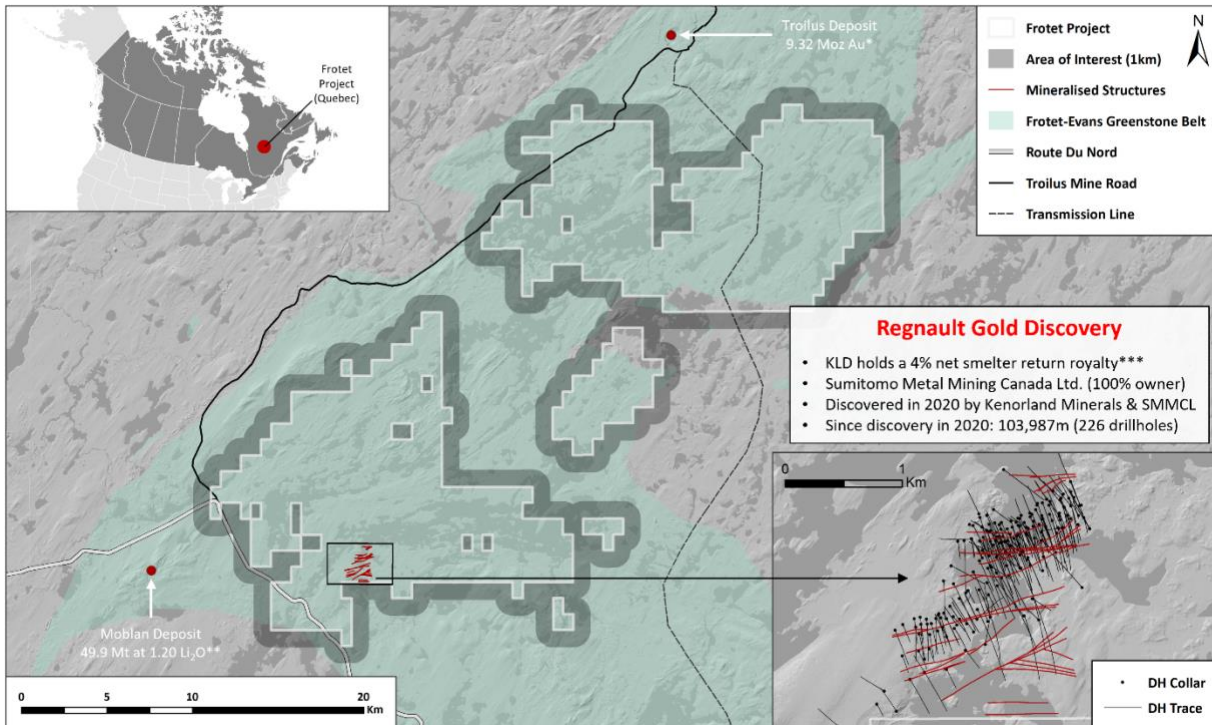 Frotet
Project
(Quebec)
Troilus Deposit
9.32 Moz Au*
Frotet Project
Area of Interest (1km)
Mineralised Structures
Frotet-Evans Greenstone Belt
Route Du Nord
Troilus Mine Road
Transmission Line
N
Regnault Gold Discovery
• KLD holds a 4% net smelter return royalty***
• Sumitomo Metal Mining Canada Ltd. (100% owner)
• Discovered in 2020 by Kenorland Minerals & SMMCL
• Since discovery in 2020: 103,987m (226 drillholes)
0 1
Km
Moblan Deposit
49.9 Mt at 1.20 Li₂O**
0 5 10 20
Km
DH Collar
DH Trace